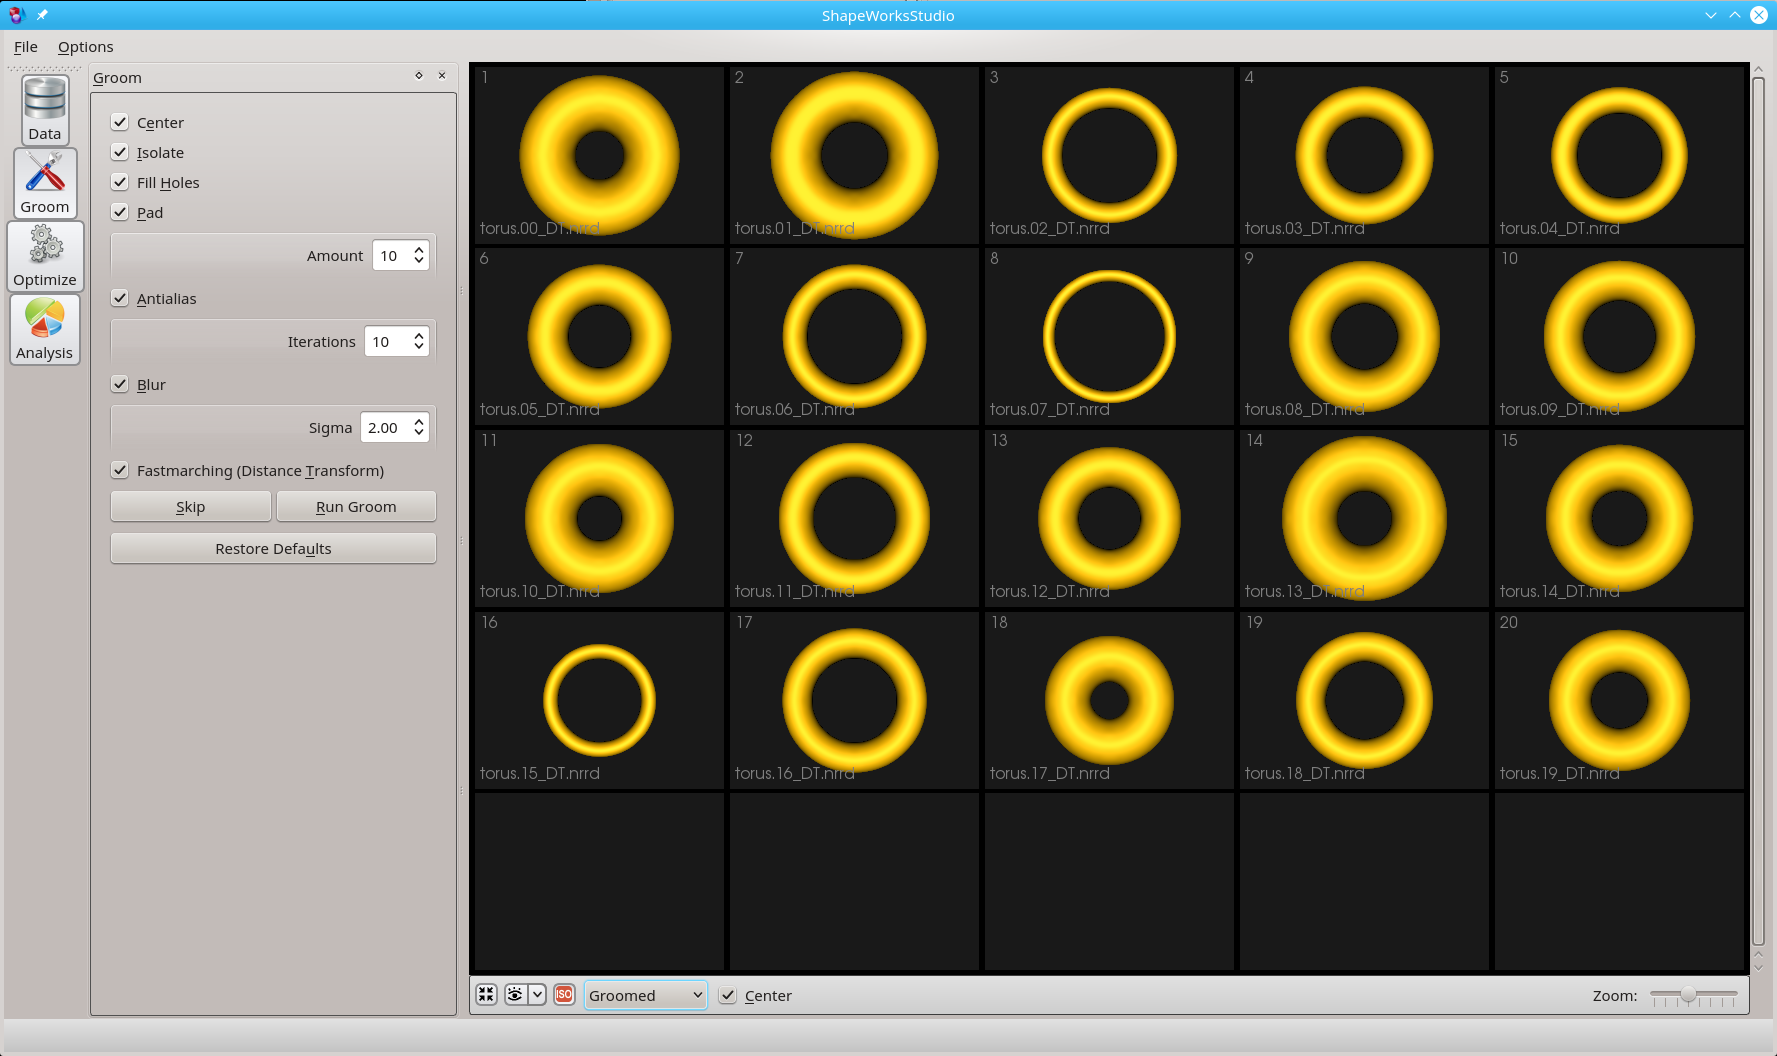 ShapeWorksStudio
File Options
Groom
Data
Groom
Optimize
Analysis
Center
Isolate
Fill Holes
Pad
Amount 10
Antialias
Iterations 10
Blur
Sigma 2.00
Fastmarching (Distance Transform)
Skip Run Groom
Restore Defaults
1 2 3 4 5
torus.00_DT.nrrd torus.01_DT.nrrd torus.02_DT.nrrd torus.03_DT.nrrd torus.04_DT.nrrd
6 7 8 9 10
torus.05_DT.nrrd torus.06_DT.nrrd torus.07_DT.nrrd torus.08_DT.nrrd torus.09_DT.nrrd
11 12 13 14 15
torus.10_DT.nrrd torus.11_DT.nrrd torus.12_DT.nrrd torus.13_DT.nrrd torus.14_DT.nrrd
16 17 18 19 20
torus.15_DT.nrrd torus.16_DT.nrrd torus.17_DT.nrrd torus.18_DT.nrrd torus.19_DT.nrrd
ISO Groomed Center Zoom: